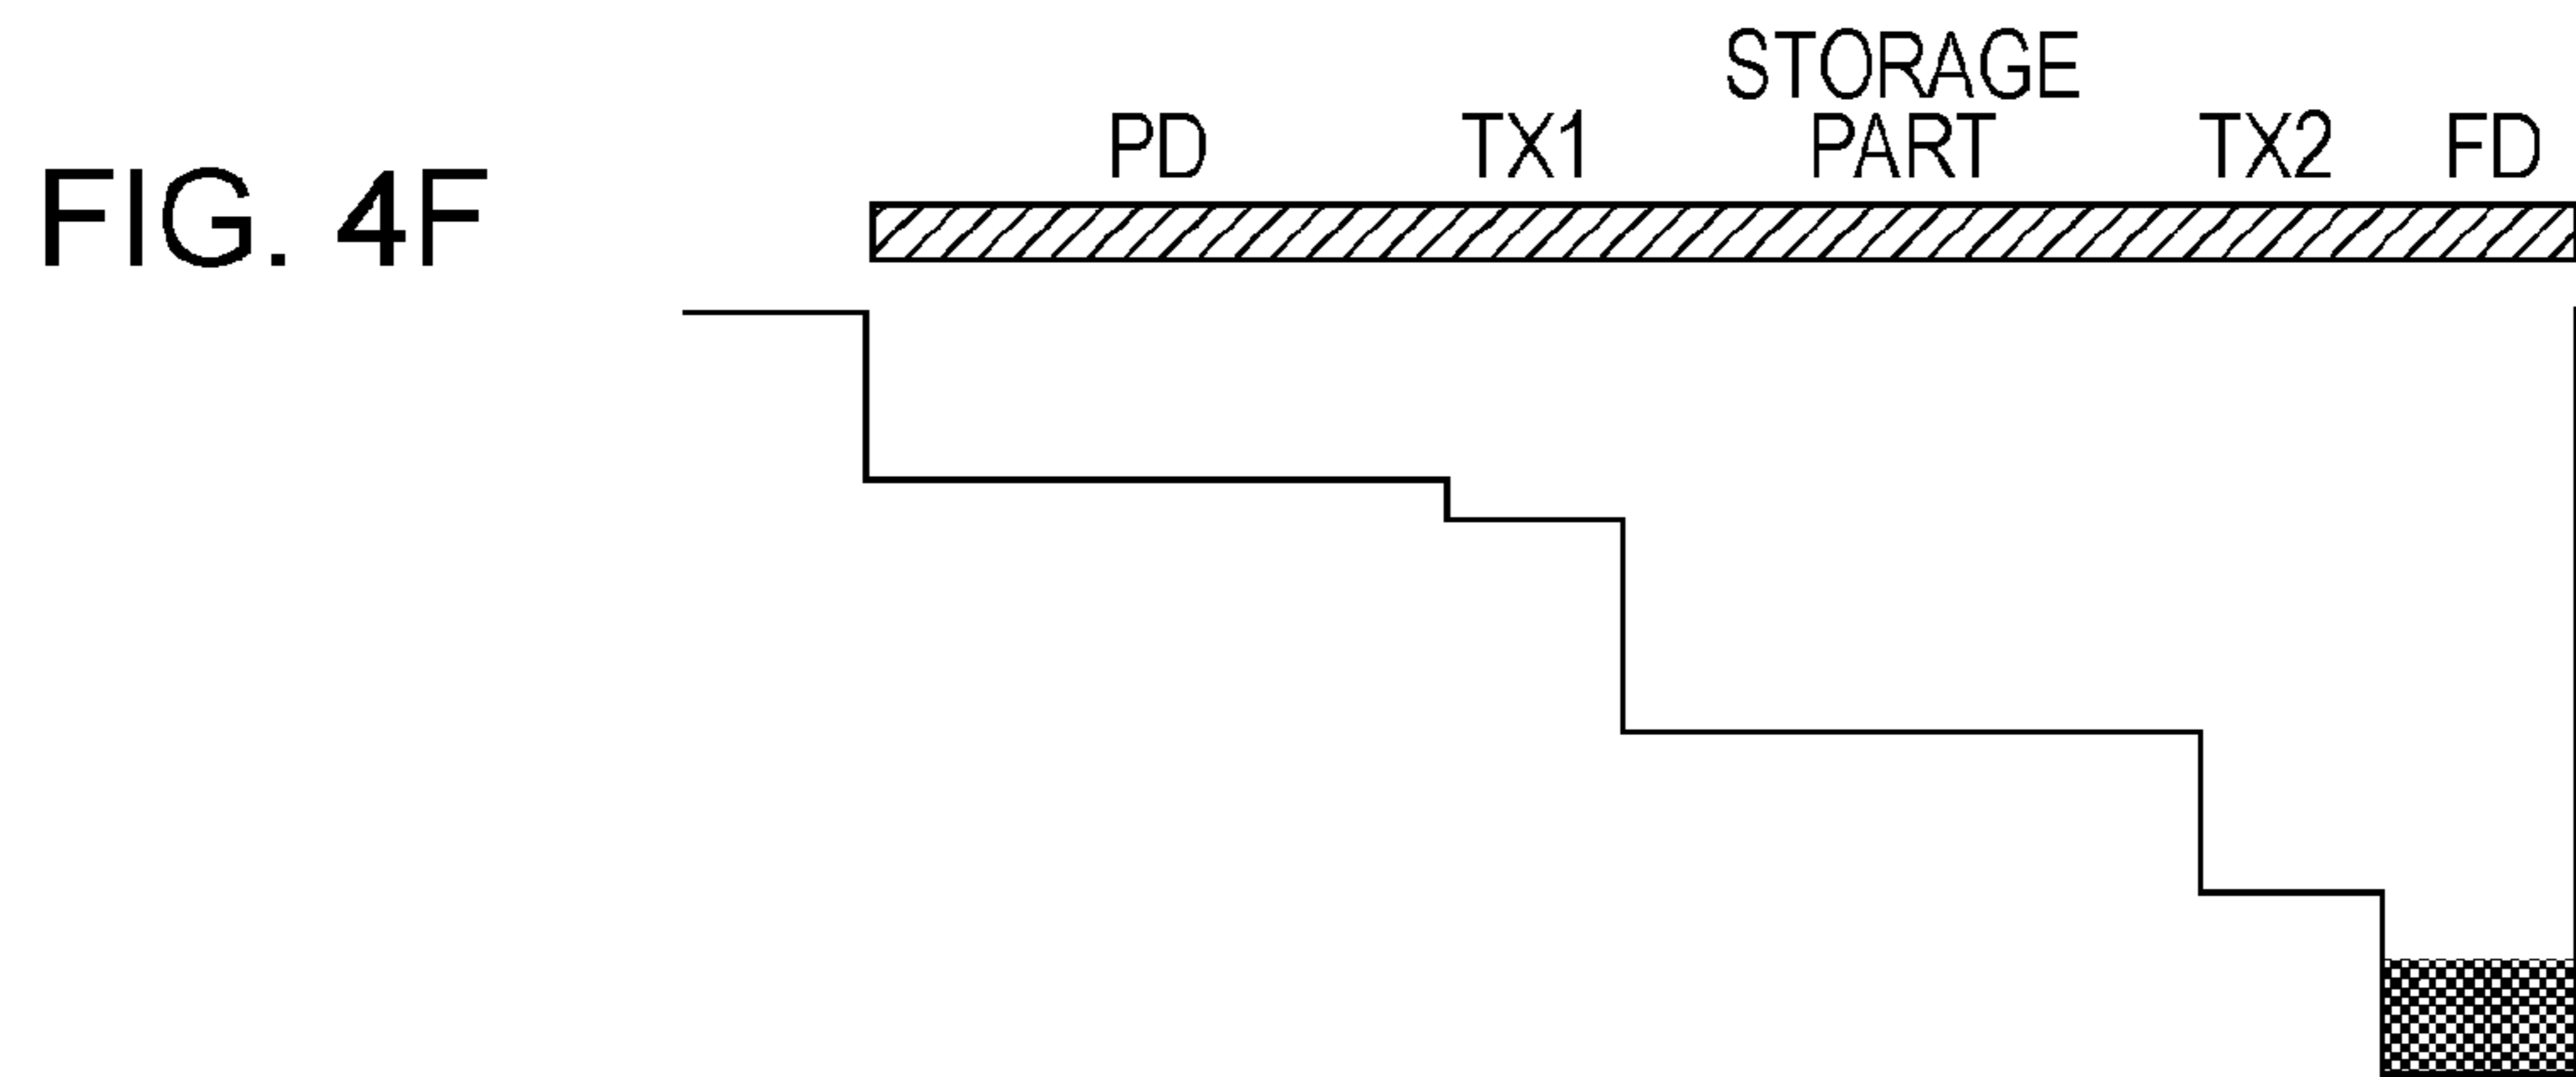 FIG. 4F
PD
TX1
STORAGE
PART
TX2
FD